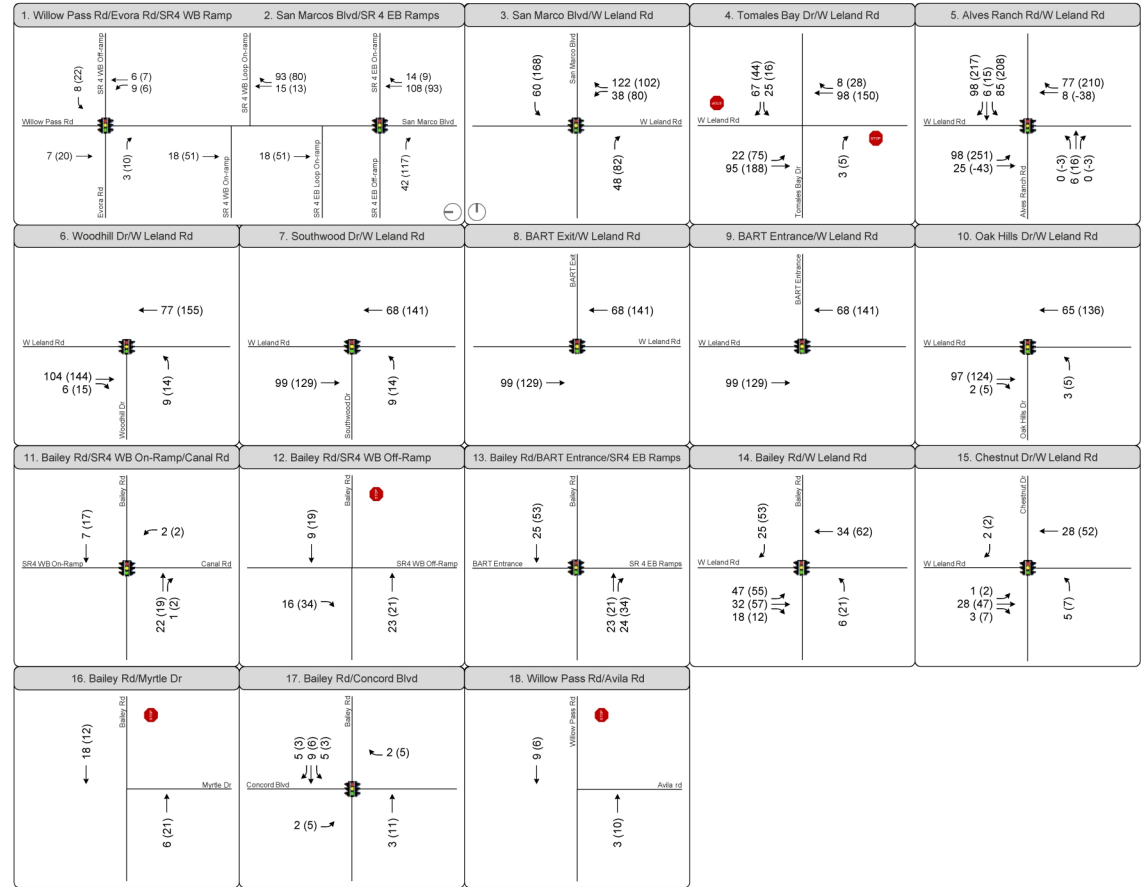 1. Willow Pass Rd/Evora Rd/SR4 WB Ramp
2. San Marcos Blvd/SR 4 EB Ramps
8 (22)
SR 4 WB Off-ramp
6 (7)
9 (6)
SR 4 WB Loop On-ramp
93 (80)
15 (13)
SR 4 EB On-ramp
14 (9)
108 (93)
Willow Pass Rd
San Marco Blvd
7 (20)
3 (10)
Evora Rd
18 (51)
SR 4 WB On-ramp
18 (51)
SR 4 EB Loop On-ramp
SR 4 EB Off-ramp
42 (117)
3. San Marco Blvd/W Leland Rd
60 (168)
San Marco Blvd
122 (102)
38 (80)
W Leland Rd
48 (82)
4. Tomales Bay Dr/W Leland Rd
67 (44)
25 (16)
8 (28)
98 (150)
STOP
W Leland Rd
STOP
22 (75)
95 (188)
Tomales Bay Dr
3 (5)
5. Alves Ranch Rd/W Leland Rd
98 (217)
6 (15)
85 (208)
77 (210)
8 (-38)
W Leland Rd
98 (251)
25 (-43)
Alves Ranch Rd
0 (-3)
6 (16)
0 (-3)
6. Woodhill Dr/W Leland Rd
77 (155)
W Leland Rd
104 (144)
6 (15)
Woodhill Dr
9 (14)
7. Southwood Dr/W Leland Rd
68 (141)
W Leland Rd
99 (129)
Southwood Dr
9 (14)
8. BART Exit/W Leland Rd
BART Exit
68 (141)
W Leland Rd
99 (129)
9. BART Entrance/W Leland Rd
BART Entrance
68 (141)
W Leland Rd
99 (129)
10. Oak Hills Dr/W Leland Rd
65 (136)
W Leland Rd
97 (124)
2 (5)
Oak Hills Dr
3 (5)
11. Bailey Rd/SR4 WB On-Ramp/Canal Rd
7 (17)
Bailey Rd
2 (2)
SR4 WB On-Ramp
Canal Rd
22 (19)
1 (2)
12. Bailey Rd/SR4 WB Off-Ramp
9 (19)
Bailey Rd
STOP
SR4 WB Off-Ramp
16 (34)
23 (21)
13. Bailey Rd/BART Entrance/SR4 EB Ramps
25 (53)
Bailey Rd
BART Entrance
SR 4 EB Ramps
23 (21)
24 (34)
14. Bailey Rd/W Leland Rd
25 (53)
Bailey Rd
34 (62)
W Leland Rd
47 (55)
32 (57)
18 (12)
6 (21)
15. Chestnut Dr/W Leland Rd
2 (2)
Chestnut Dr
28 (52)
W Leland Rd
1 (2)
28 (47)
3 (7)
5 (7)
16. Bailey Rd/Myrtle Dr
18 (12)
Bailey Rd
STOP
Myrtle Dr
6 (21)
17. Bailey Rd/Concord Blvd
5 (3)
9 (6)
5 (3)
Bailey Rd
2 (5)
Concord Blvd
2 (5)
3 (11)
18. Willow Pass Rd/Avila Rd
9 (6)
Willow Pass Rd
STOP
Avila rd
3 (10)